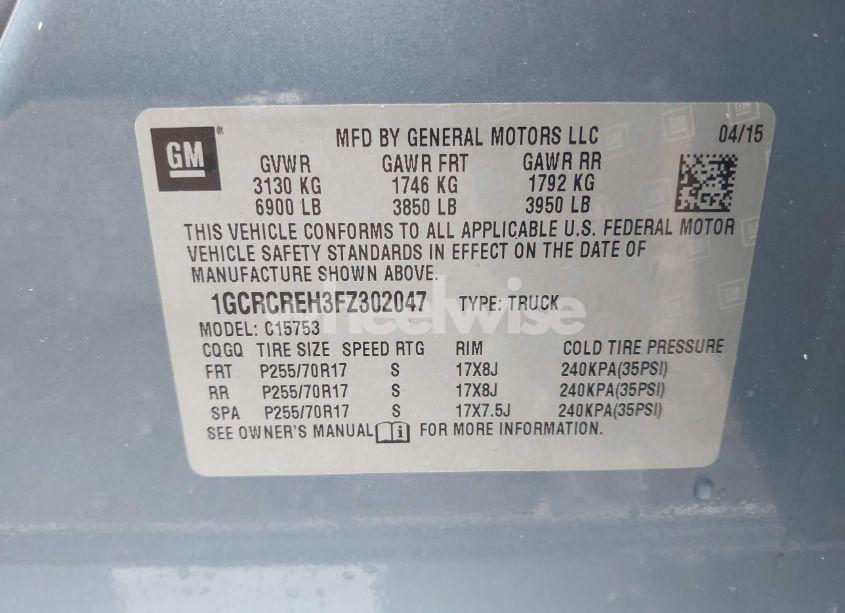 GM
MFD BY GENERAL MOTORS LLC 04/15
GVWR GAWR FRT GAWR RR
3130 KG 1746 KG 1792 KG
6900 LB 3850 LB 3950 LB
THIS VEHICLE CONFORMS TO ALL APPLICABLE U.S. FEDERAL MOTOR
VEHICLE SAFETY STANDARDS IN EFFECT ON THE DATE OF
MANUFACTURE SHOWN ABOVE.
1GCRCREH3FZ302047 TYPE: TRUCK
wheelwise
MODEL: C15753
CQGQ TIRE SIZE SPEED RTG RIM COLD TIRE PRESSURE
FRT P255/70R17 S 17X8J 240KPA(35PSI)
RR P255/70R17 S 17X8J 240KPA(35PSI)
SPA P255/70R17 S 17X7.5J 240KPA(35PSI)
SEE OWNER'S MANUAL FOR MORE INFORMATION.